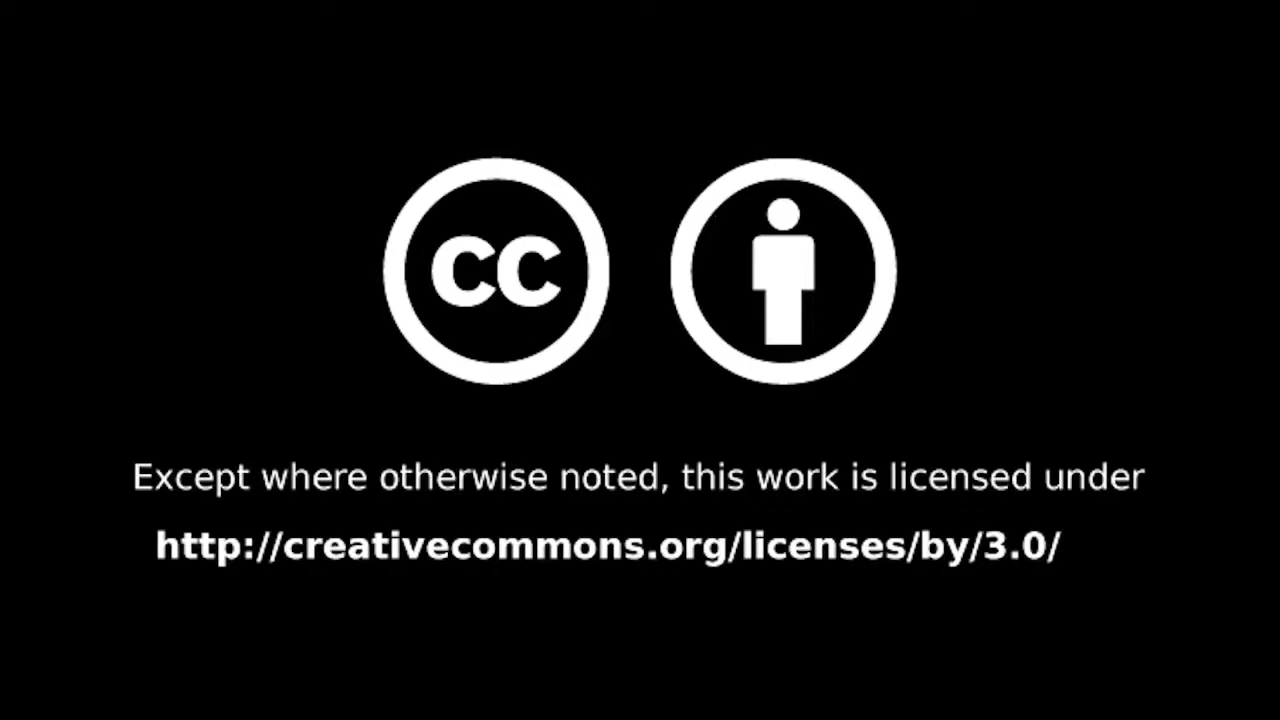 cc
Except where otherwise noted, this work is licensed under
http://creativecommons.org/licenses/by/3.0/